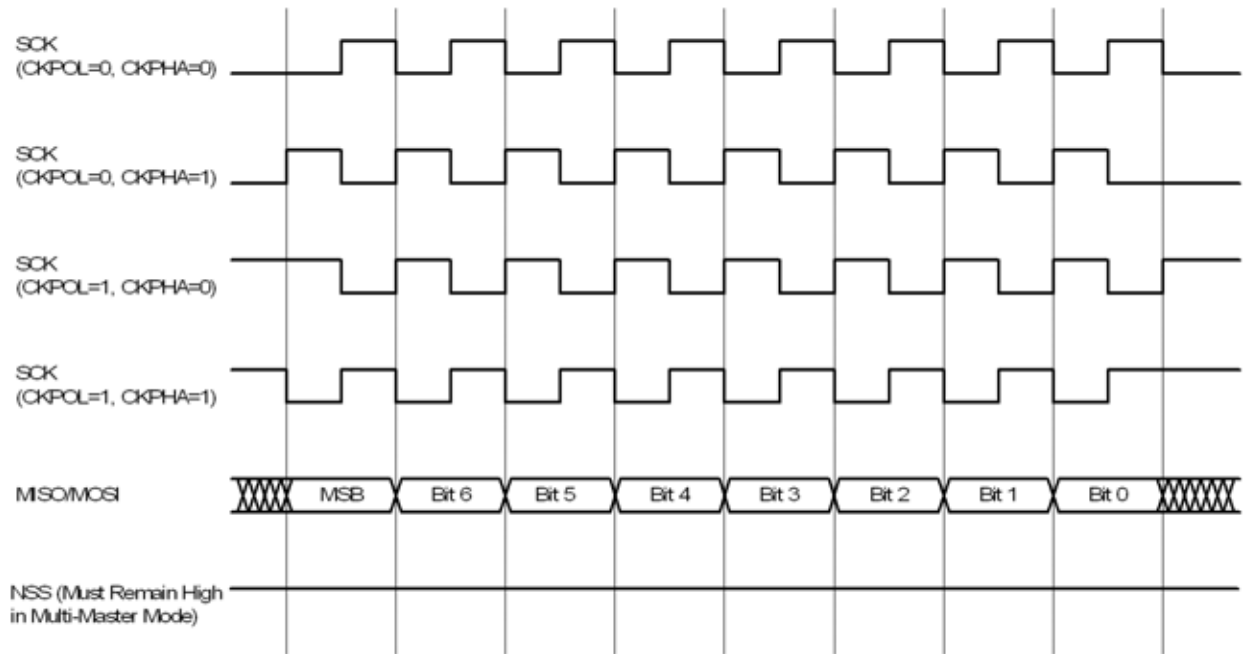 SCK
(CKPOL=0, CKPHA=0)
SCK
(CKPOL=0, CKPHA=1)
SCK
(CKPOL=1, CKPHA=0)
SCK
(CKPOL=1, CKPHA=1)
MISO/MOSI MSB Bit 6 Bit 5 Bit 4 Bit 3 Bit 2 Bit 1 Bit 0
NSS (Must Remain High
in Multi-Master Mode)